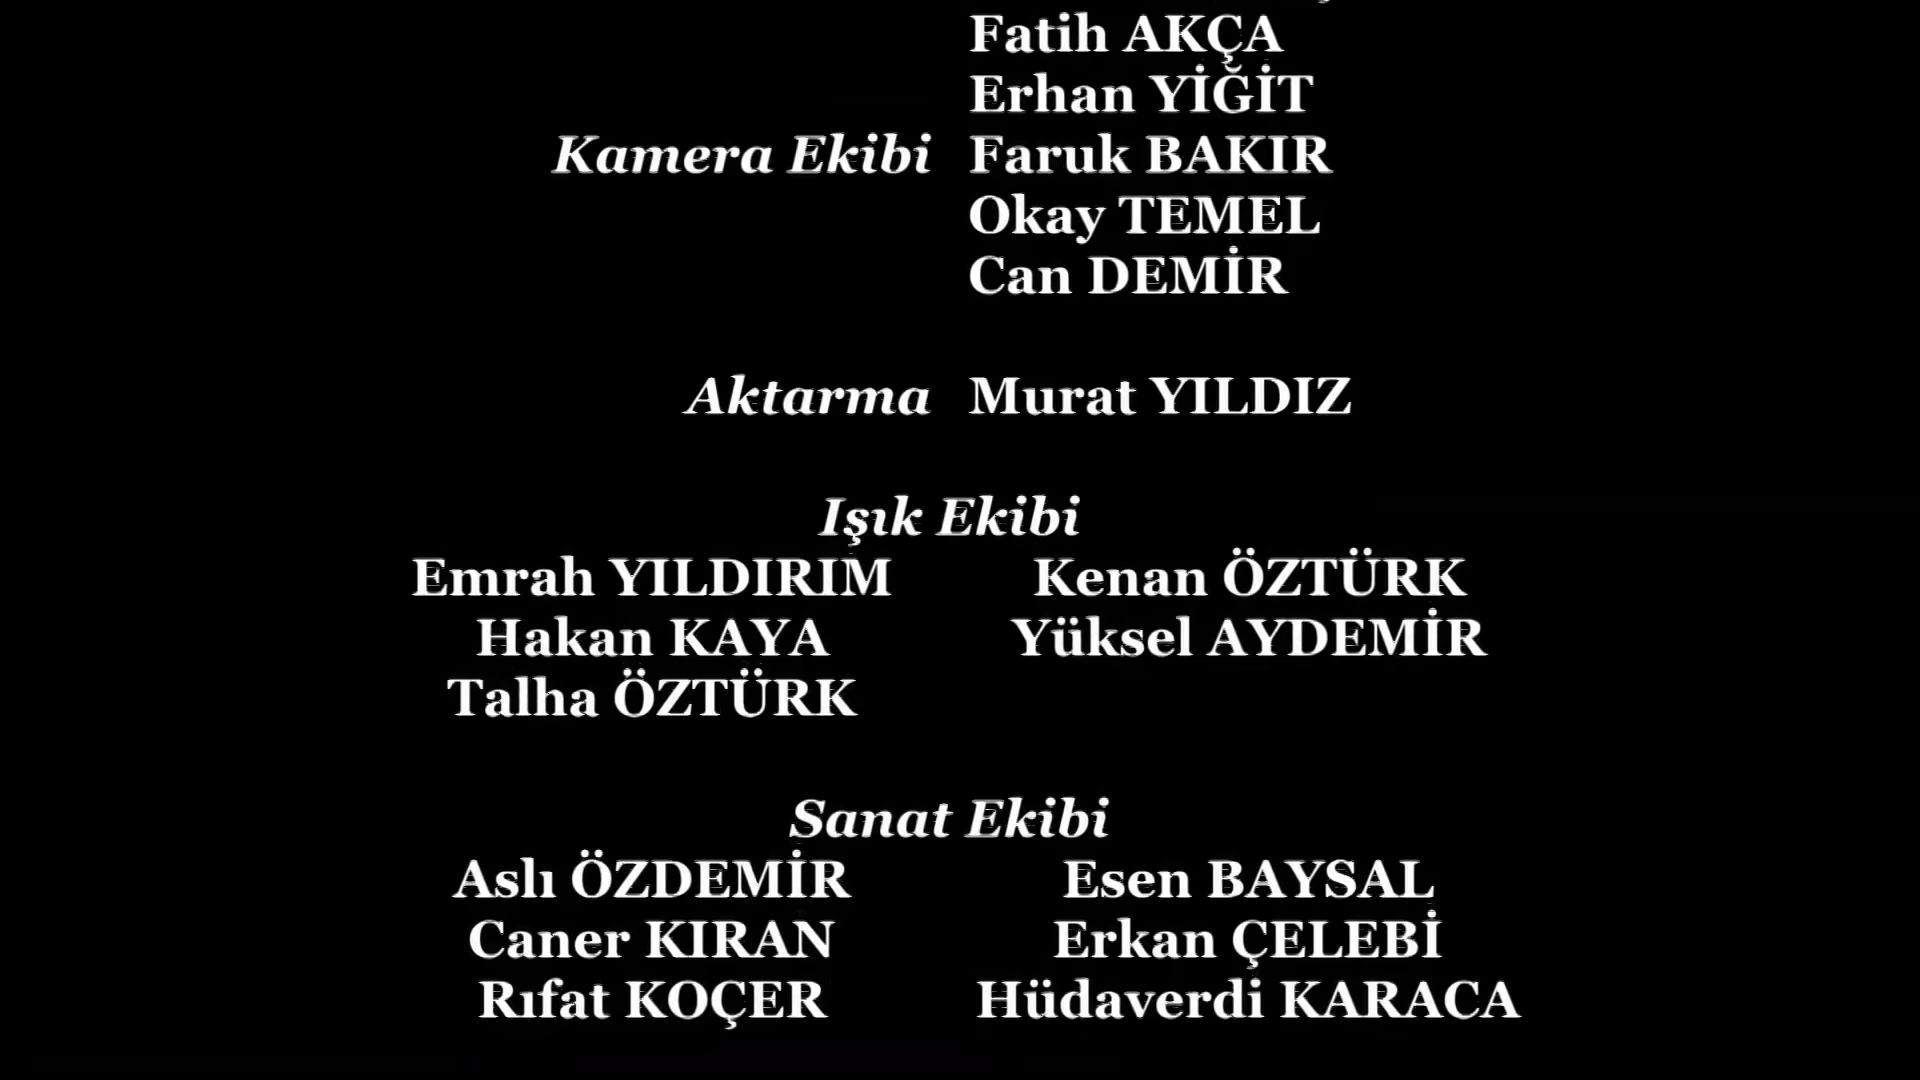 Fatih AKÇA
Erhan YİĞİT
Kamera Ekibi Faruk BAKIR
Okay TEMEL
Can DEMİR
Aktarma Murat YILDIZ
Işık Ekibi
Emrah YILDIRIM Kenan ÖZTÜRK
Hakan KAYA Yüksel AYDEMİR
Talha ÖZTÜRK
Sanat Ekibi
Aslı ÖZDEMİR Esen BAYSAL
Caner KIRAN Erkan ÇELEBİ
Rıfat KOÇER Hüdaverdi KARACA